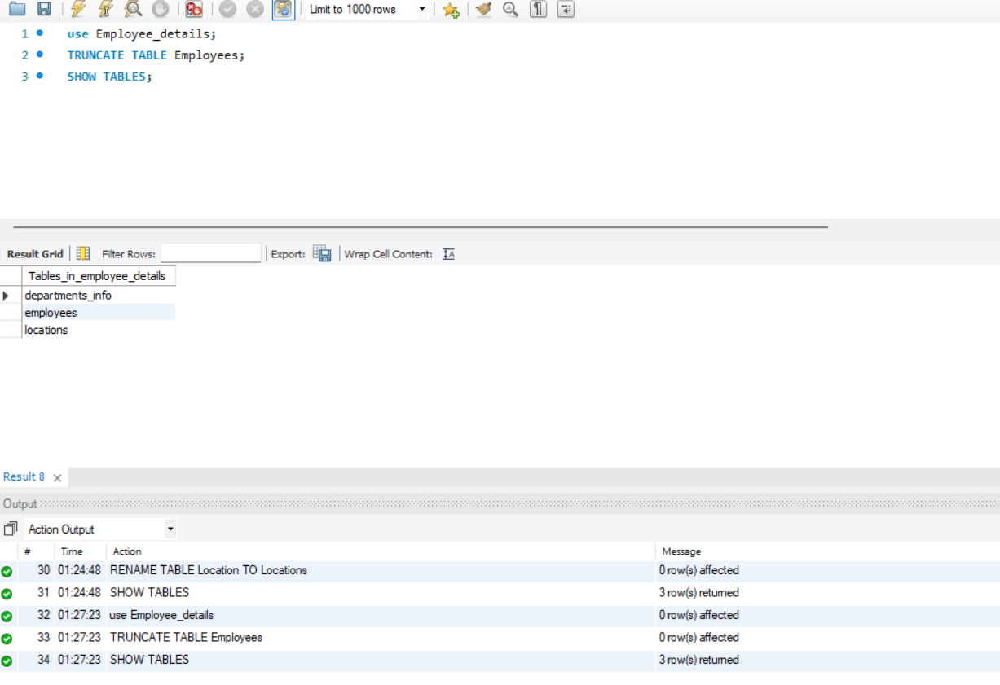 Limit to 1000 rows
1 use Employee_details;
2 TRUNCATE TABLE Employees;
3 SHOW TABLES;
Result Grid Filter Rows: Export: Wrap Cell Content:
Tables_in_employee_details
departments_info
employees
locations
Result 8
Output
Action Output
# Time Action Message
30 01:24:48 RENAME TABLE Location TO Locations 0 row(s) affected
31 01:24:48 SHOW TABLES 3 row(s) returned
32 01:27:23 use Employee_details 0 row(s) affected
33 01:27:23 TRUNCATE TABLE Employees 0 row(s) affected
34 01:27:23 SHOW TABLES 3 row(s) returned